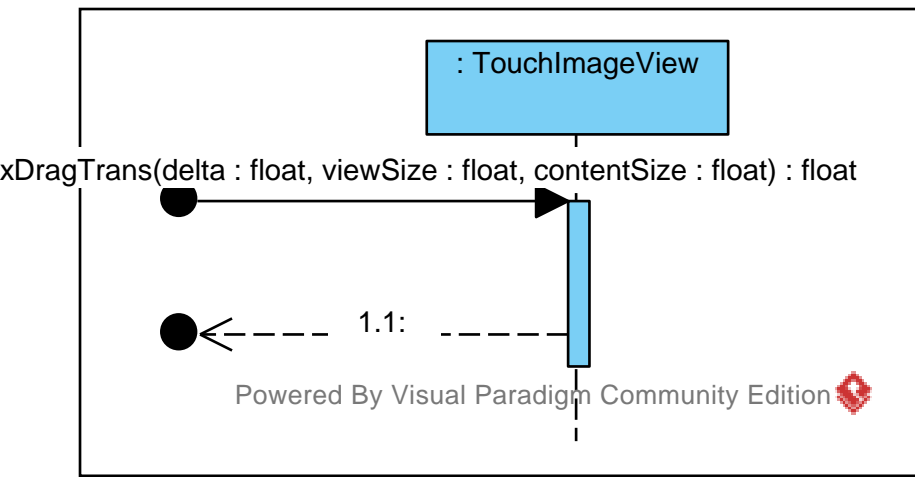 : TouchImageView
xDragTrans(delta : float, viewSize : float, contentSize : float) : float
1.1:
Powered By Visual Paradigm Community Edition